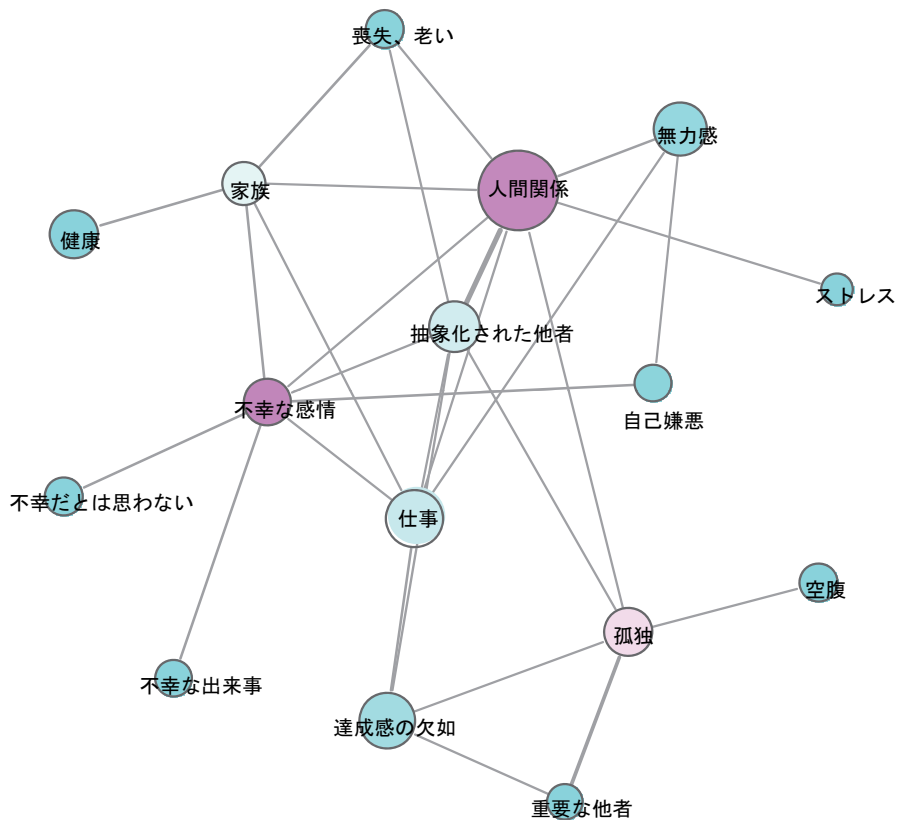 喪失、老い
無力感
人間関係
家族
健康
ストレス
抽象化された他者
不幸な感情
自己嫌悪
不幸だとは思わない
仕事
空腹
孤独
不幸な出来事
達成感の欠如
重要な他者